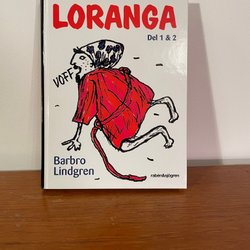 LORANGA
Del 1 & 2
VOFF
Barbro
Lindgren
rabén&sjögren